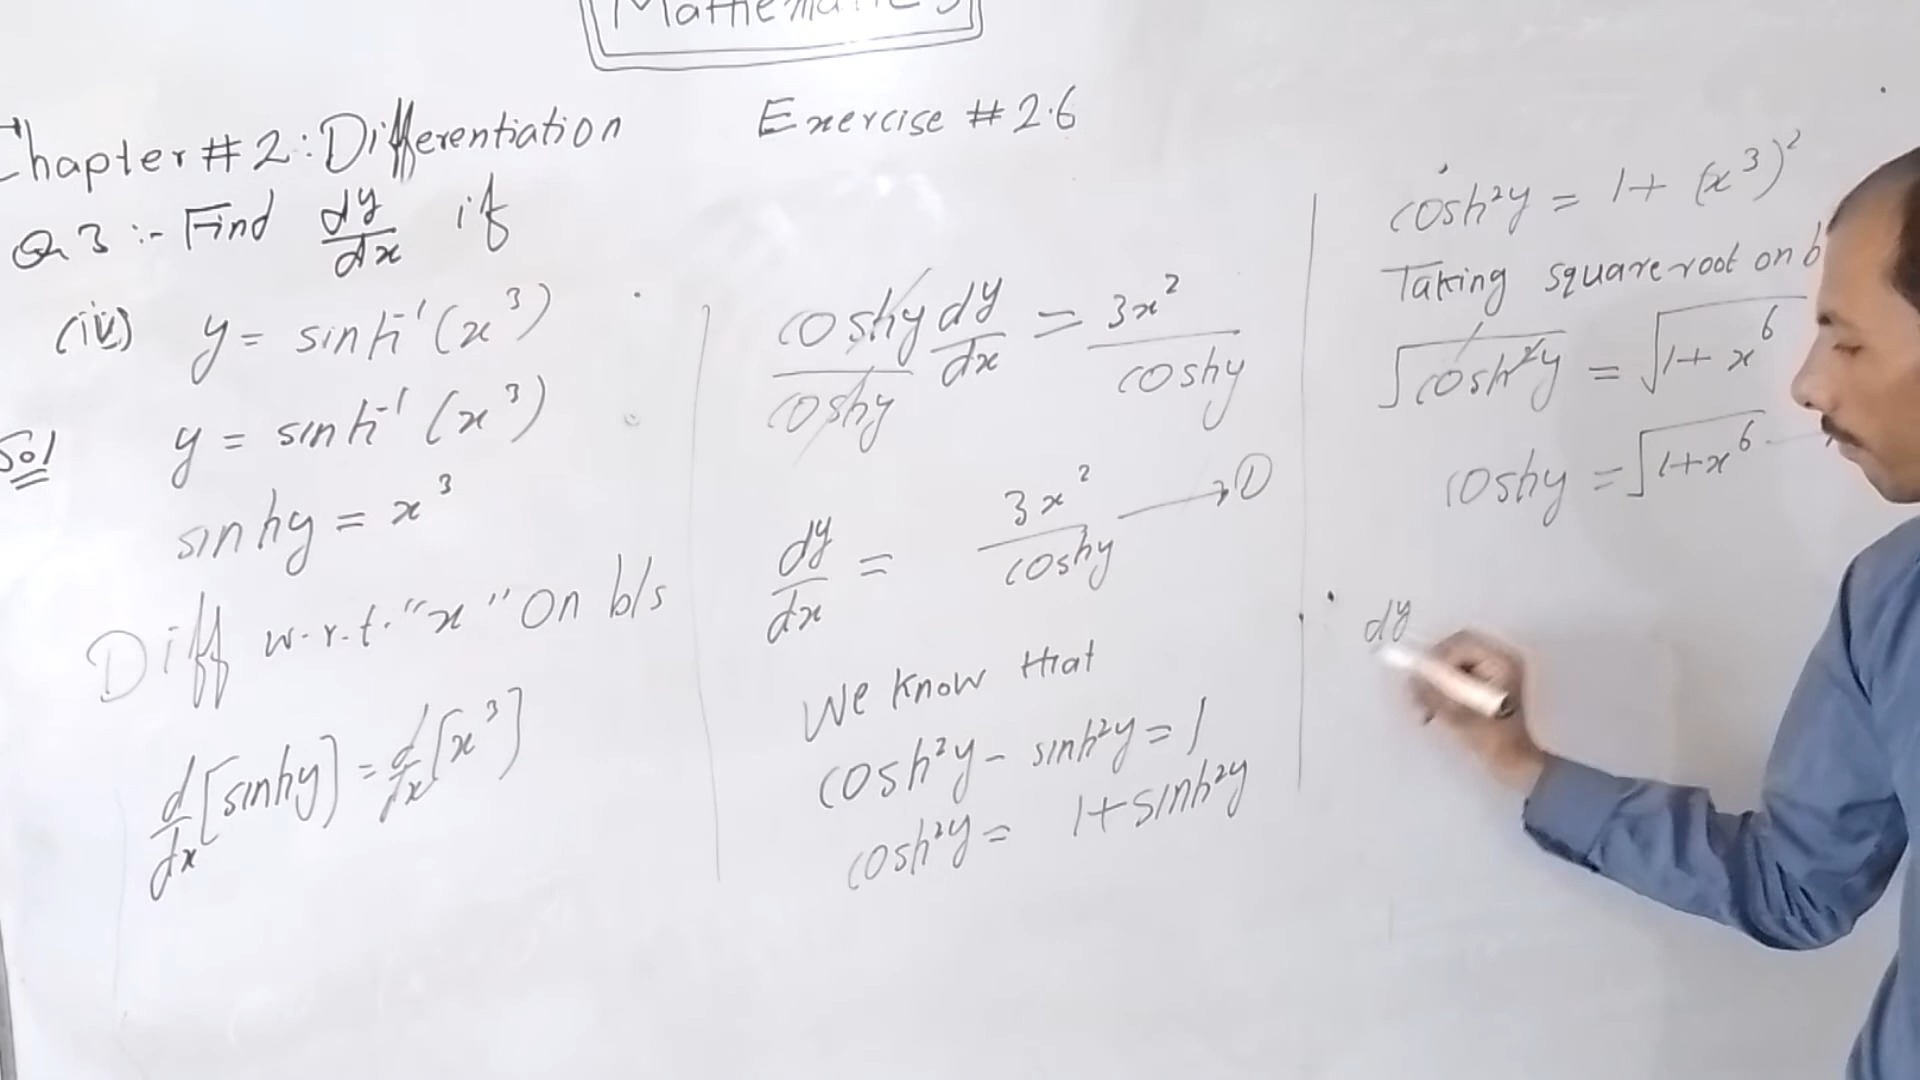 Mathematics
Chapter # 2 : Differentiation Exercise # 2.6
Q 3 :- Find dy/dx if
(iv) y = sinh⁻¹(x³)
Sol y = sinh⁻¹(x³)
sinhy = x³
Diff w.r.t. "x" On b/s
d/dx[sinhy] = d/dx[x³]
coshy dy/dx / coshy = 3x²/coshy
dy/dx = 3x²/coshy → ①
We know that
cosh²y - sinh²y = 1
cosh²y = 1 + sinh²y
cosh²y = 1 + (x³)²
Taking square root on b
√cosh²y = √1 + x⁶
coshy = √1+x⁶
dy